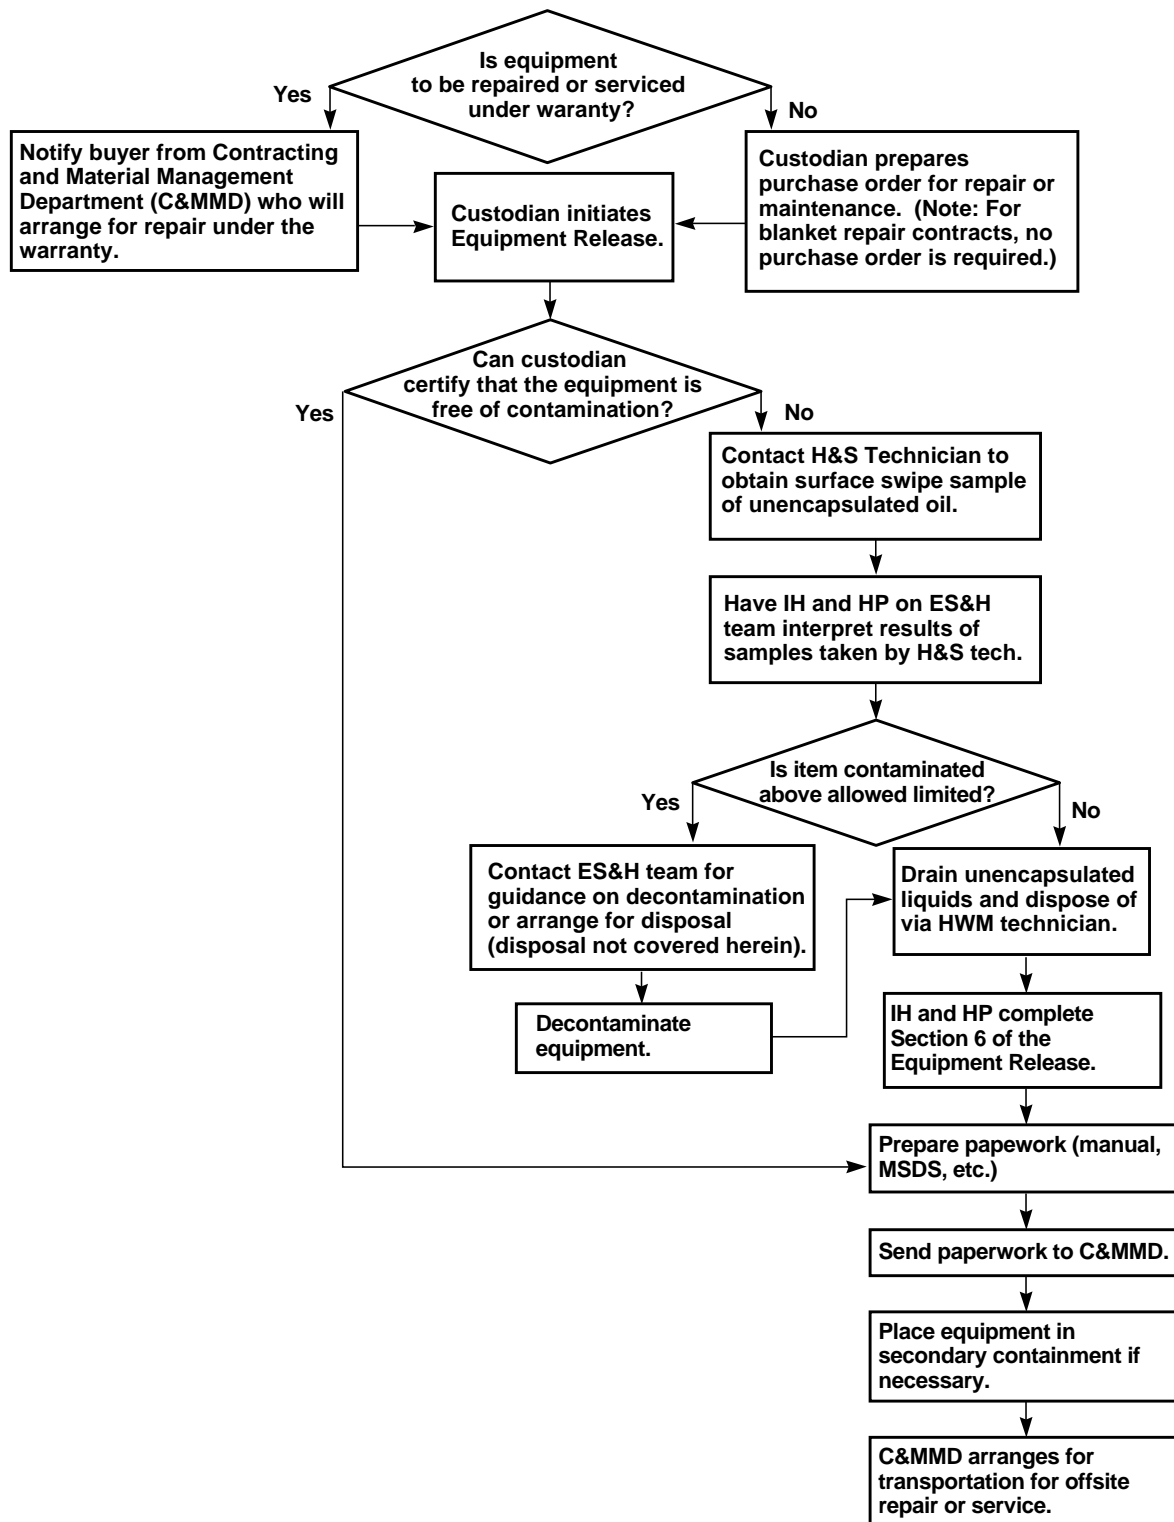 Is equipment
to be repaired or serviced
under waranty?
Yes
No
Notify buyer from Contracting
and Material Management
Department (C&MMD) who will
arrange for repair under the
warranty.
Custodian initiates
Equipment Release.
Custodian prepares
purchase order for repair or
maintenance. (Note: For
blanket repair contracts, no
purchase order is required.)
Can custodian
certify that the equipment is
free of contamination?
Yes
No
Contact H&S Technician to
obtain surface swipe sample
of unencapsulated oil.
Have IH and HP on ES&H
team interpret results of
samples taken by H&S tech.
Is item contaminated
above allowed limited?
Yes
No
Contact ES&H team for
guidance on decontamination
or arrange for disposal
(disposal not covered herein).
Drain unencapsulated
liquids and dispose of
via HWM technician.
Decontaminate
equipment.
IH and HP complete
Section 6 of the
Equipment Release.
Prepare papework (manual,
MSDS, etc.)
Send paperwork to C&MMD.
Place equipment in
secondary containment if
necessary.
C&MMD arranges for
transportation for offsite
repair or service.